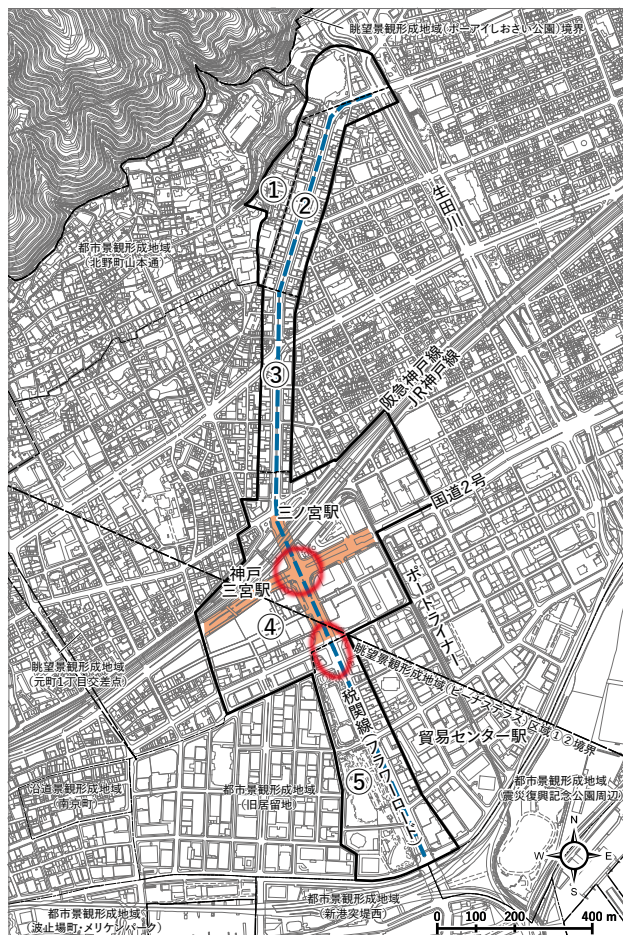 眺望景観形成地域(ポーアイしおさい公園)境界
生田川
①
②
都市景観形成地域
(北野町山本通)
③
阪急神戸線
JR神戸線
国道2号
三ノ宮駅
神戸
三宮駅
④
ポートライナー
眺望景観形成地域
元町1丁目交差点)
眺望景観形成地域(ビーナステラス)区域①②境界
税関線(フラワーロード)
貿易センター駅
⑤
沿道景観形成地域
(南京町)
都市景観形成地域
(旧居留地)
都市景観形成地域
(震災復興記念公園周辺)
N
W
E
S
都市景観形成地域
(新港突堤西)
都市景観形成地域
(波止場町・メリケンパーク)
0 100 200 400 m